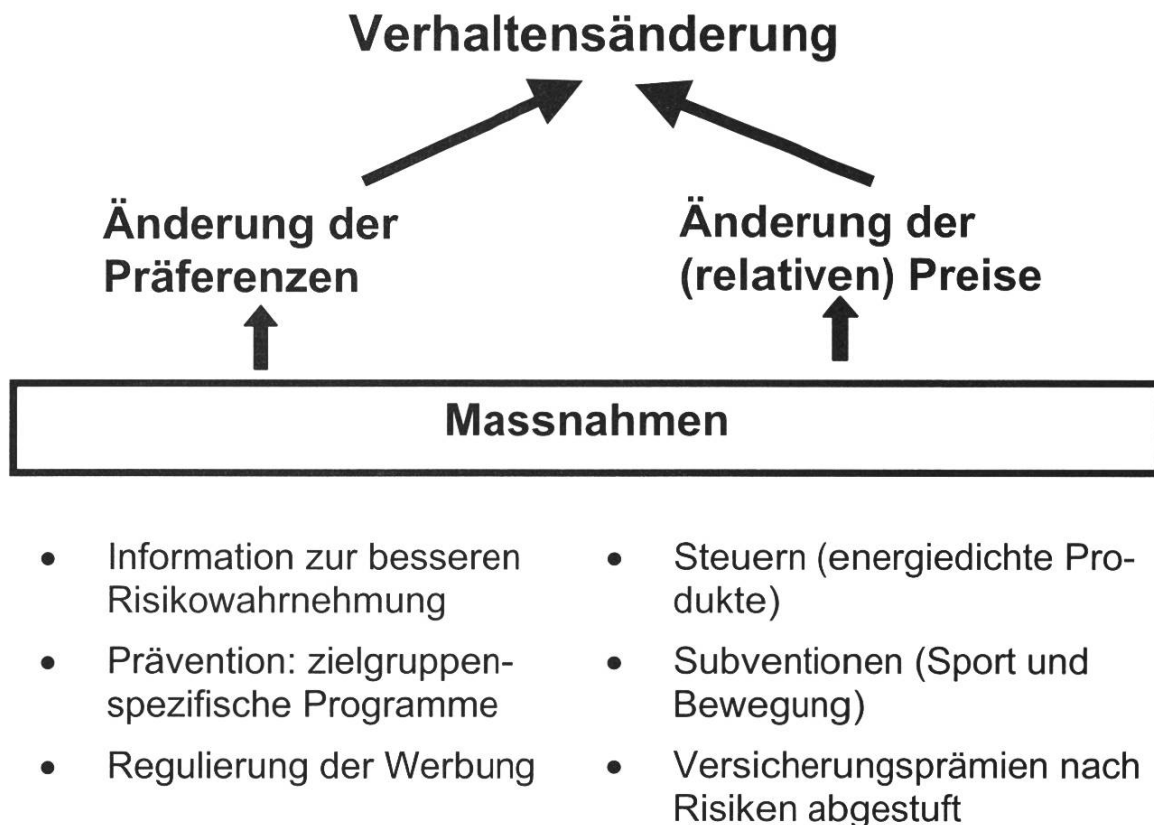 Verhaltensänderung
Änderung der
Präferenzen
Änderung der
(relativen) Preise
Massnahmen
• Information zur besseren
Risikowahrnehmung
• Prävention: zielgruppen-
spezifische Programme
• Regulierung der Werbung
• Steuern (energiedichte Pro-
dukte)
• Subventionen (Sport und
Bewegung)
• Versicherungsprämien nach
Risiken abgestuft